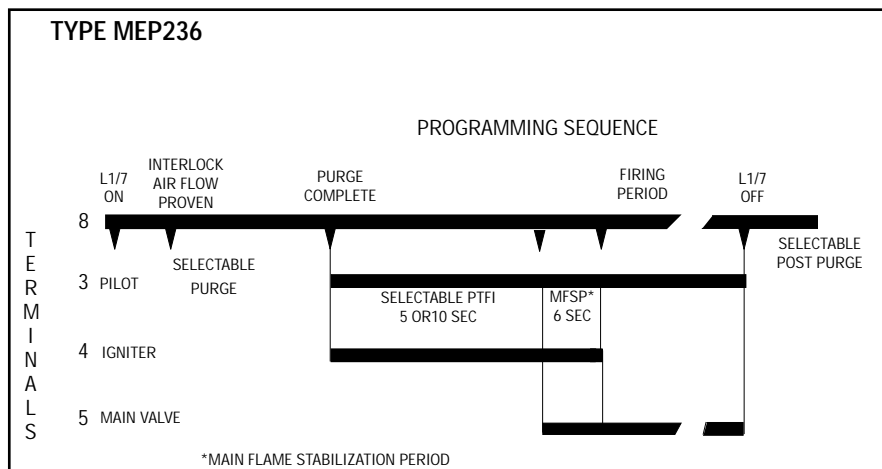 TYPE MEP236
PROGRAMMING SEQUENCE
L1/7
ON
INTERLOCK
AIR FLOW
PROVEN
PURGE
COMPLETE
FIRING
PERIOD
L1/7
OFF
TERMINALS
8
SELECTABLE
PURGE
SELECTABLE
POST PURGE
3 PILOT
SELECTABLE PTFI
5 OR10 SEC
MFSP*
6 SEC
4 IGNITER
5 MAIN VALVE
*MAIN FLAME STABILIZATION PERIOD